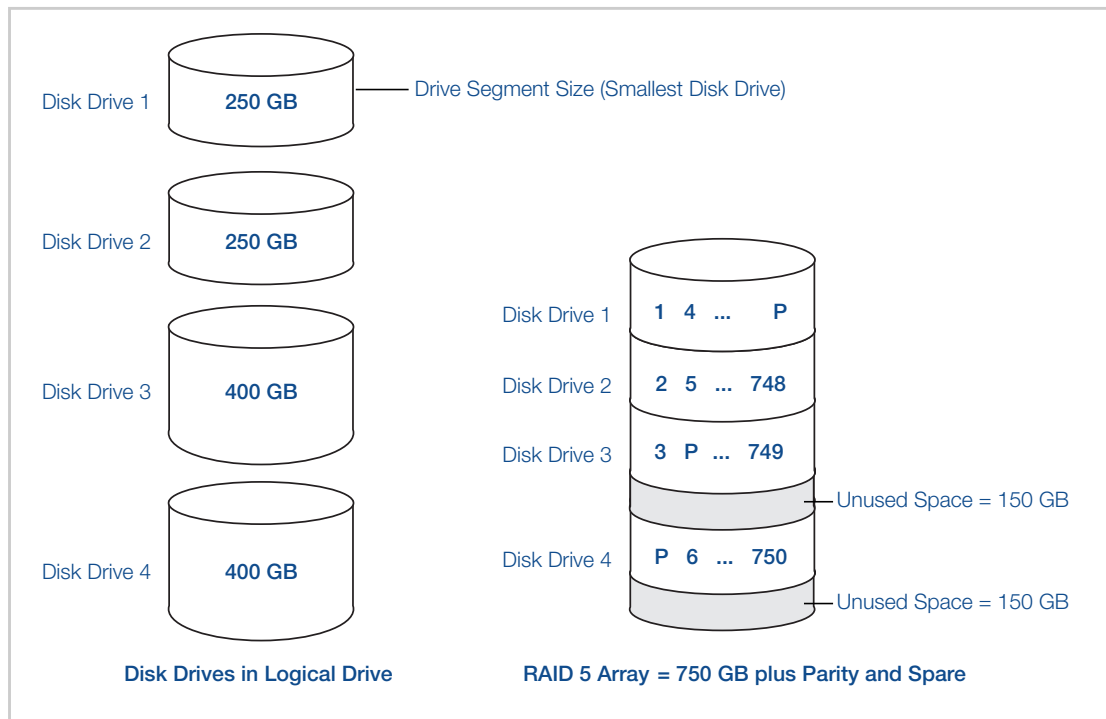 Disk Drive 1
250 GB
Drive Segment Size (Smallest Disk Drive)
Disk Drive 2
250 GB
Disk Drive 3
400 GB
Disk Drive 4
400 GB
Disk Drives in Logical Drive
Disk Drive 1
1 4 ... P
Disk Drive 2
2 5 ... 748
Disk Drive 3
3 P ... 749
Unused Space = 150 GB
Disk Drive 4
P 6 ... 750
Unused Space = 150 GB
RAID 5 Array = 750 GB plus Parity and Spare